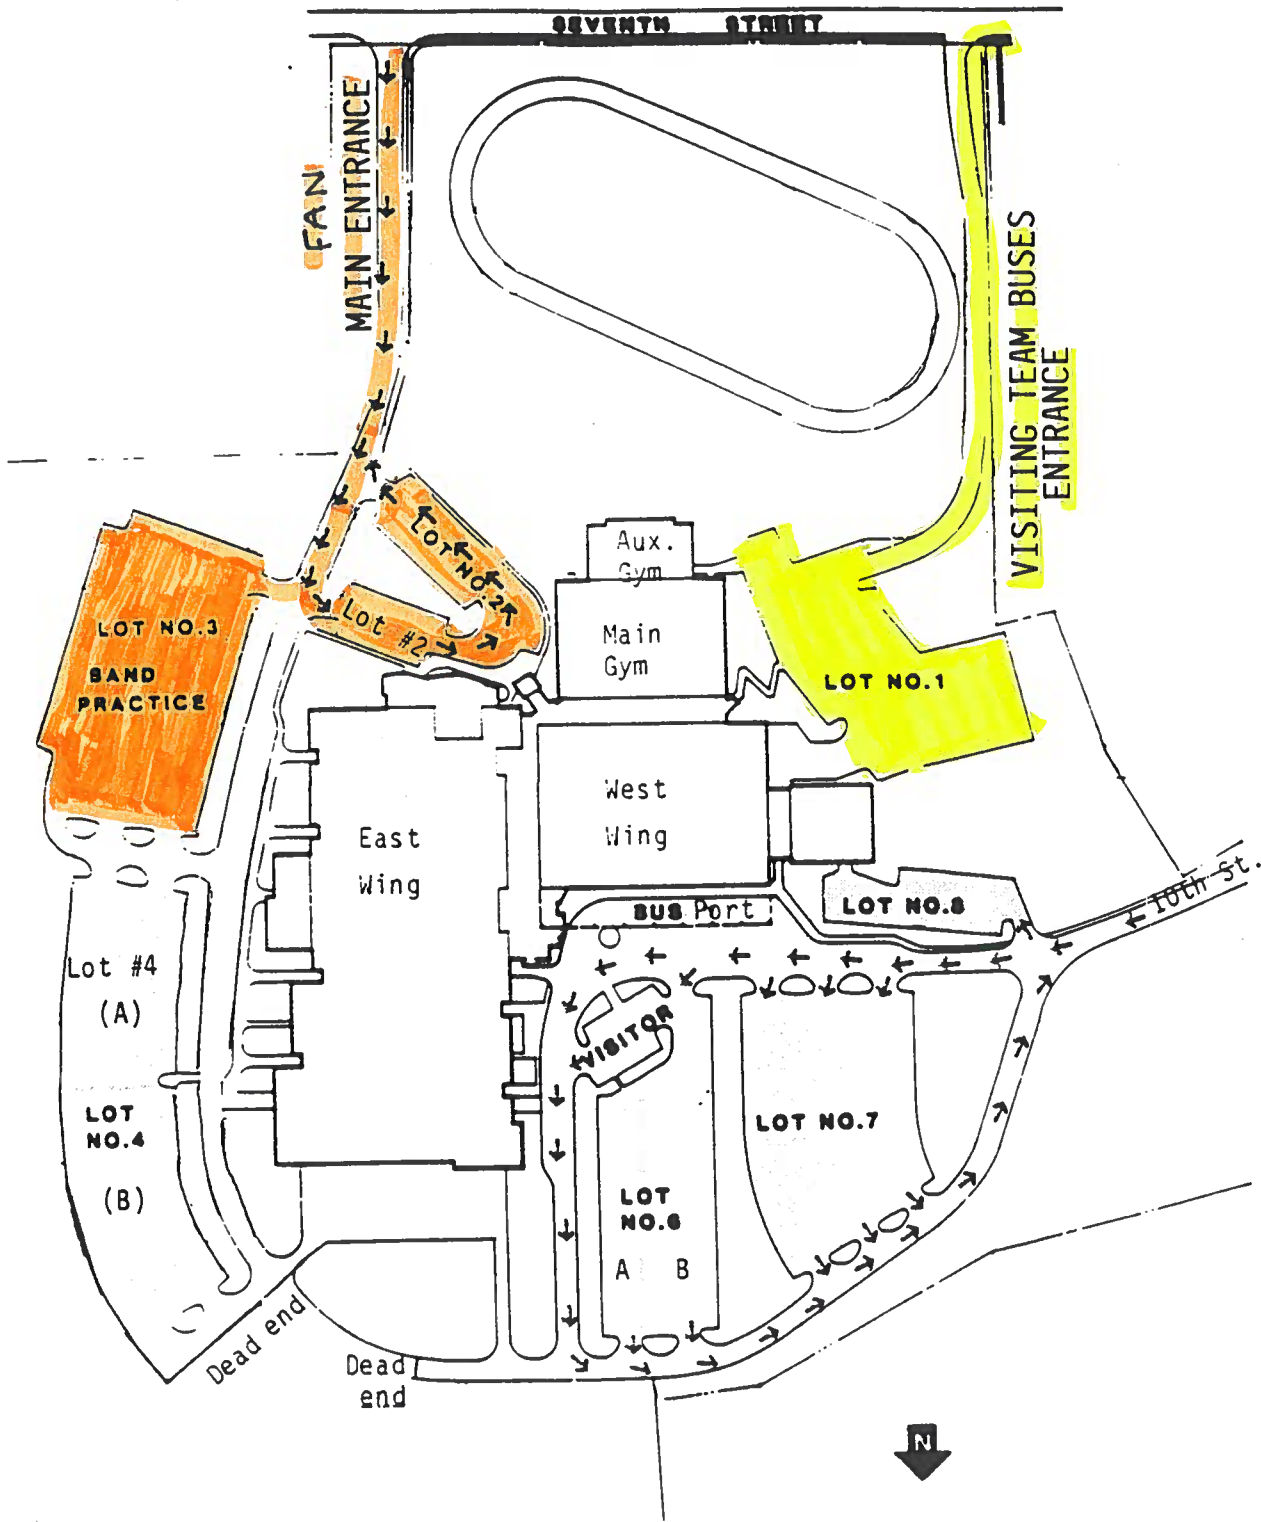 SEVENTH STREET
FAN
MAIN ENTRANCE
VISITING TEAM BUSES
ENTRANCE
LOT NO.2R
Lot #2
Aux.
Gym
Main
Gym
LOT NO.3
BAND
PRACTICE
LOT NO.1
West
Wing
East
Wing
10th St.
LOT NO.8
BUS Port
Lot #4
(A)
VISITOR
LOT
NO.4
(B)
LOT NO.7
LOT
NO.6
A B
Dead end
Dead
end
N